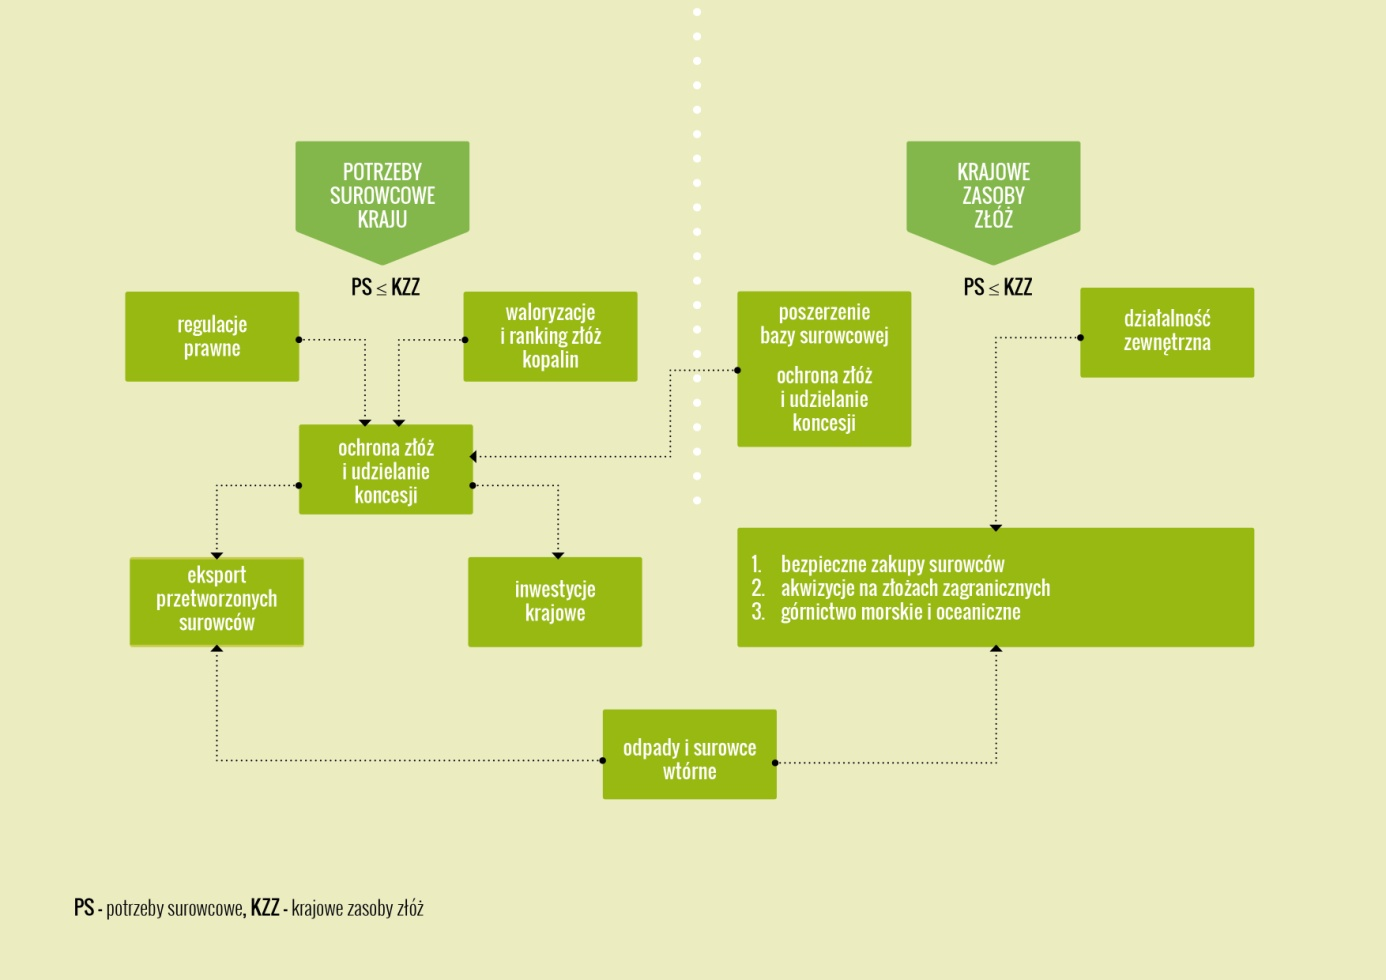 POTRZEBY
SUROWCOWE
KRAJU
PS ≤ KZZ
regulacje
prawne
waloryzacje
i ranking złóż
kopalin
ochrona złóż
i udzielanie
koncesji
eksport
przetworzonych
surowców
inwestycje
krajowe
KRAJOWE
ZASOBY
ZŁÓŻ
PS ≤ KZZ
poszerzenie
bazy surowcowej
ochrona złóż
i udzielanie
koncesji
działalność
zewnętrzna
1. bezpieczne zakupy surowców
2. akwizycje na złożach zagranicznych
3. górnictwo morskie i oceaniczne
odpady i surowce
wtórne
PS - potrzeby surowcowe, KZZ - krajowe zasoby złóż